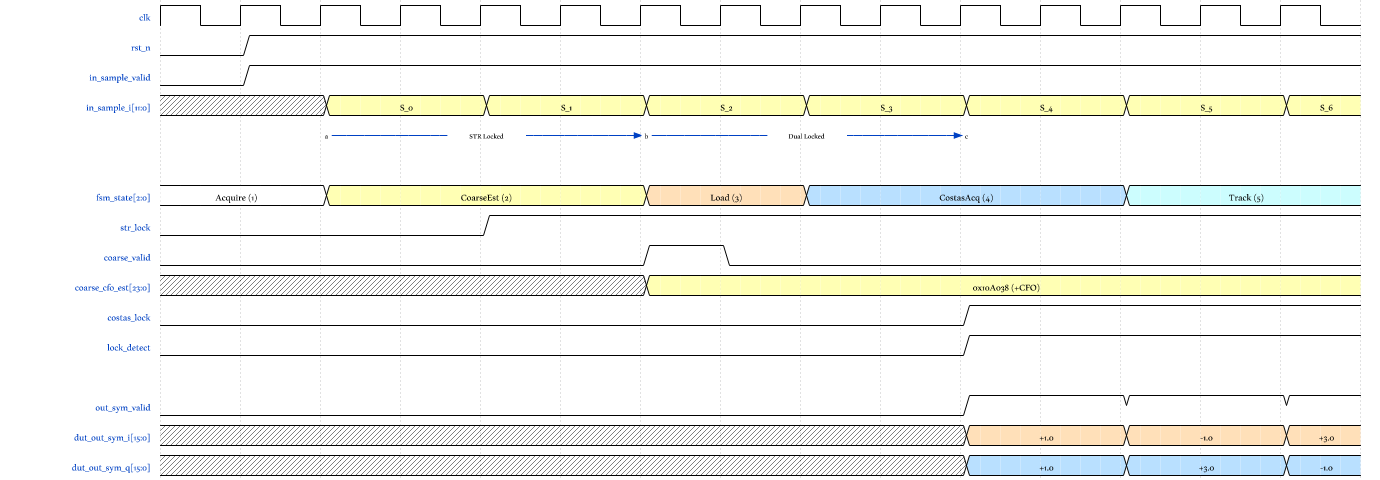 clk
rst_n
in_sample_valid
in_sample_i[11:0] S_0 S_1 S_2 S_3 S_4 S_5 S_6
a STR Locked b Dual Locked c
fsm_state[2:0] Acquire (1) CoarseEst (2) Load (3) CostasAcq (4) Track (5)
str_lock
coarse_valid
coarse_cfo_est[23:0] 0x10A038 (+CFO)
costas_lock
lock_detect
out_sym_valid
dut_out_sym_i[15:0] +1.0 -1.0 +3.0
dut_out_sym_q[15:0] +1.0 +3.0 -1.0